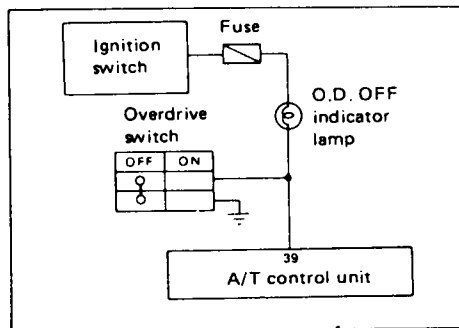 Ignition
switch
Fuse
O.D. OFF
indicator
lamp
Overdrive
switch
OFF ON
39
A/T control unit